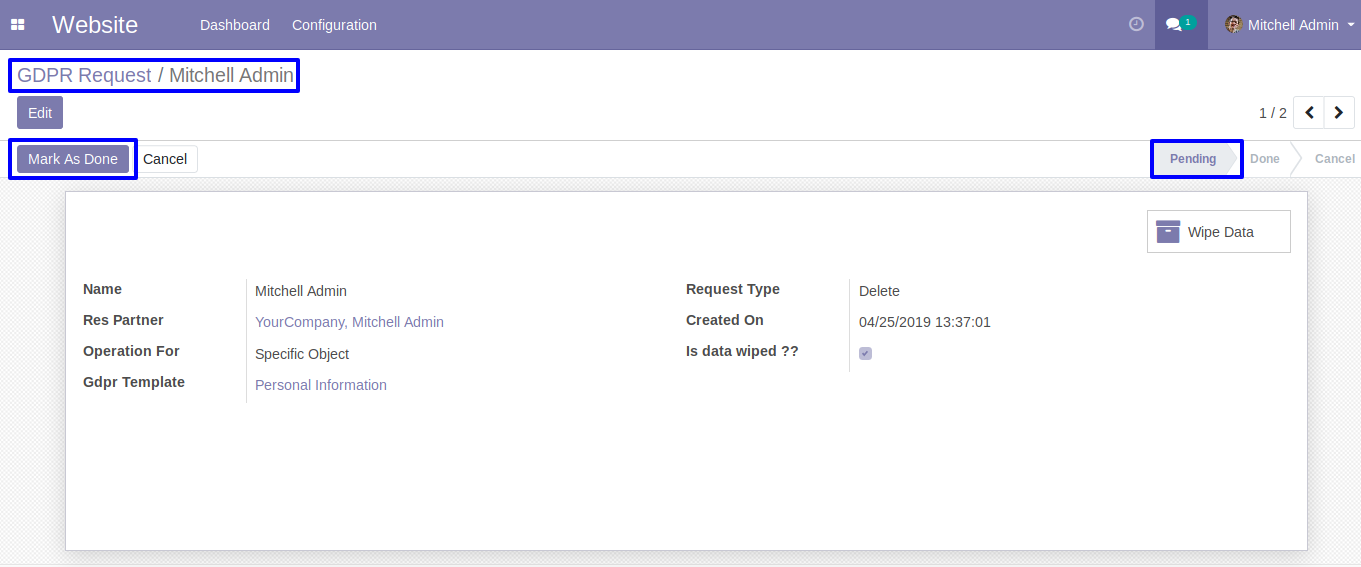 Website Dashboard Configuration 1 Mitchell Admin
GDPR Request / Mitchell Admin
Edit 1 / 2
Mark As Done Cancel Pending Done Cancel
Wipe Data
Name Mitchell Admin Request Type Delete
Res Partner YourCompany, Mitchell Admin Created On 04/25/2019 13:37:01
Operation For Specific Object Is data wiped ??
Gdpr Template Personal Information